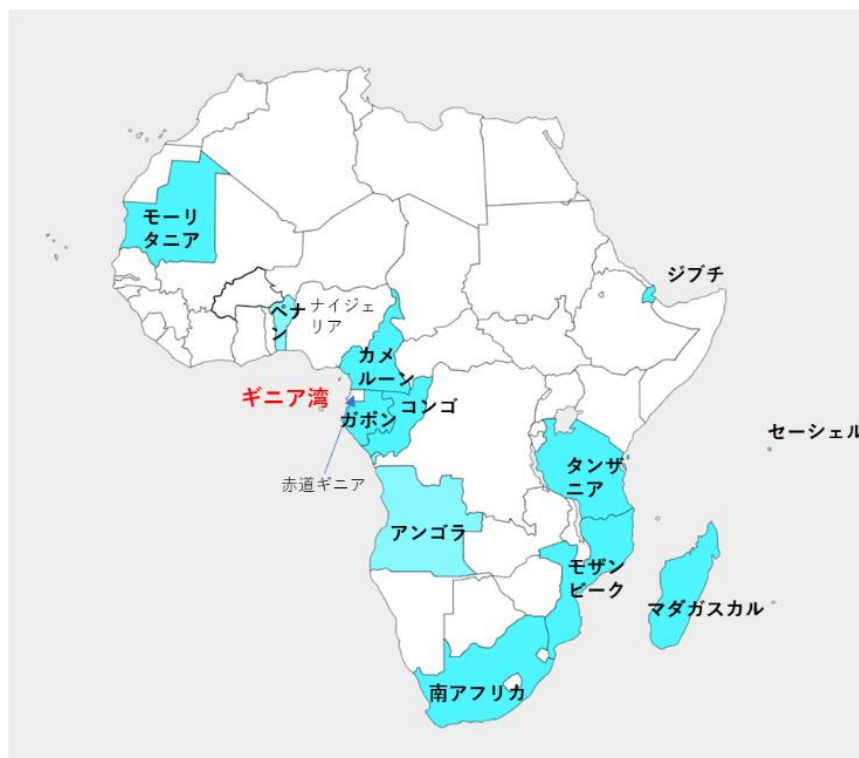 モーリ
タニア
ジブチ
ペナ
ン
ナイジェ
リア
カメ
ルーン
ギニア湾
ガボン
コンゴ
セーシェル
赤道ギニア
タンザ
ニア
アンゴラ
モザン
ビーク
マダガスカル
南アフリカ